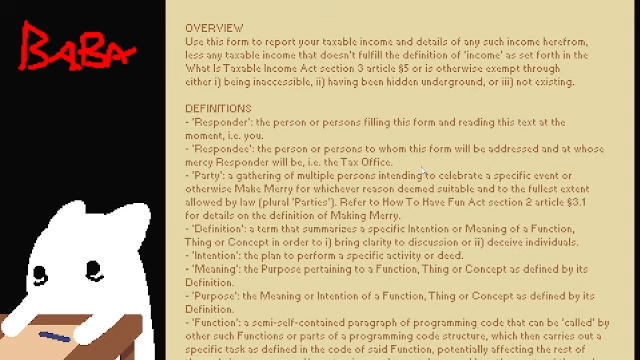 BABA
OVERVIEW
Use this form to report your taxable income and details of any such income herefrom,
less any taxable income that doesn't fulfill the definition of 'income' as set forth in the
What Is Taxable Income Act section 3 article §5 or is otherwise exempt through
either i) being inaccessible, ii) having been hidden underground, or iii) not existing.
DEFINITIONS
- 'Responder': the person or persons filling this form and reading this text at the
moment, i.e. you.
- 'Respondee': the person or persons to whom this form will be addressed and at whose
mercy Responder will be, i.e. the Tax Office.
- 'Party': a gathering of multiple persons intending to celebrate a specific event or
otherwise Make Merry for whichever reason deemed suitable and to the fullest extent
allowed by law (plural 'Parties'). Refer to How To Have Fun Act section 2 article §3.1
for details on the definition of Making Merry.
- 'Definition': a term that summarizes a specific Intention or Meaning of a Function,
Thing or Concept in order to i) bring clarity to discussion or ii) deceive individuals.
- 'Intention': the plan to perform a specific activity or deed.
- 'Meaning': the Purpose pertaining to a Function, Thing or Concept as defined by its
Definition.
- 'Purpose': the Meaning or Intention of a Function, Thing or Concept as defined by its
Definition.
- 'Function': a semi-self-contained paragraph of programming code that can be 'called' by
other such Functions or parts of a programming code structure, which then carries out
a specific task as defined in the code of said Function, potentially affecting the rest of